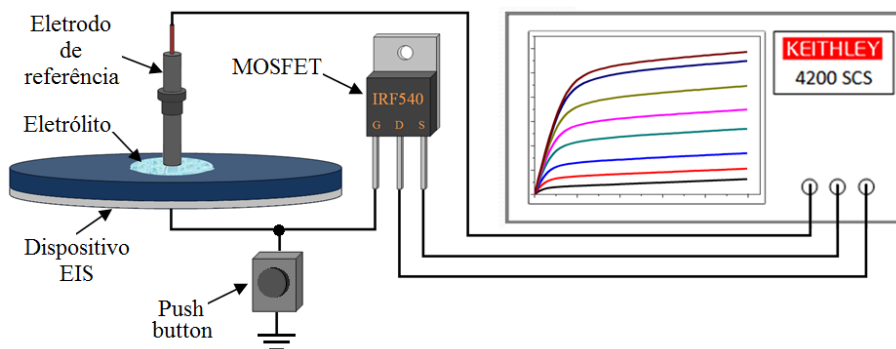 Eletrodo
de
referência
Eletrólito
Dispositivo
EIS
Push
button
MOSFET
IRF540
G D S
KEITHLEY
4200 SCS